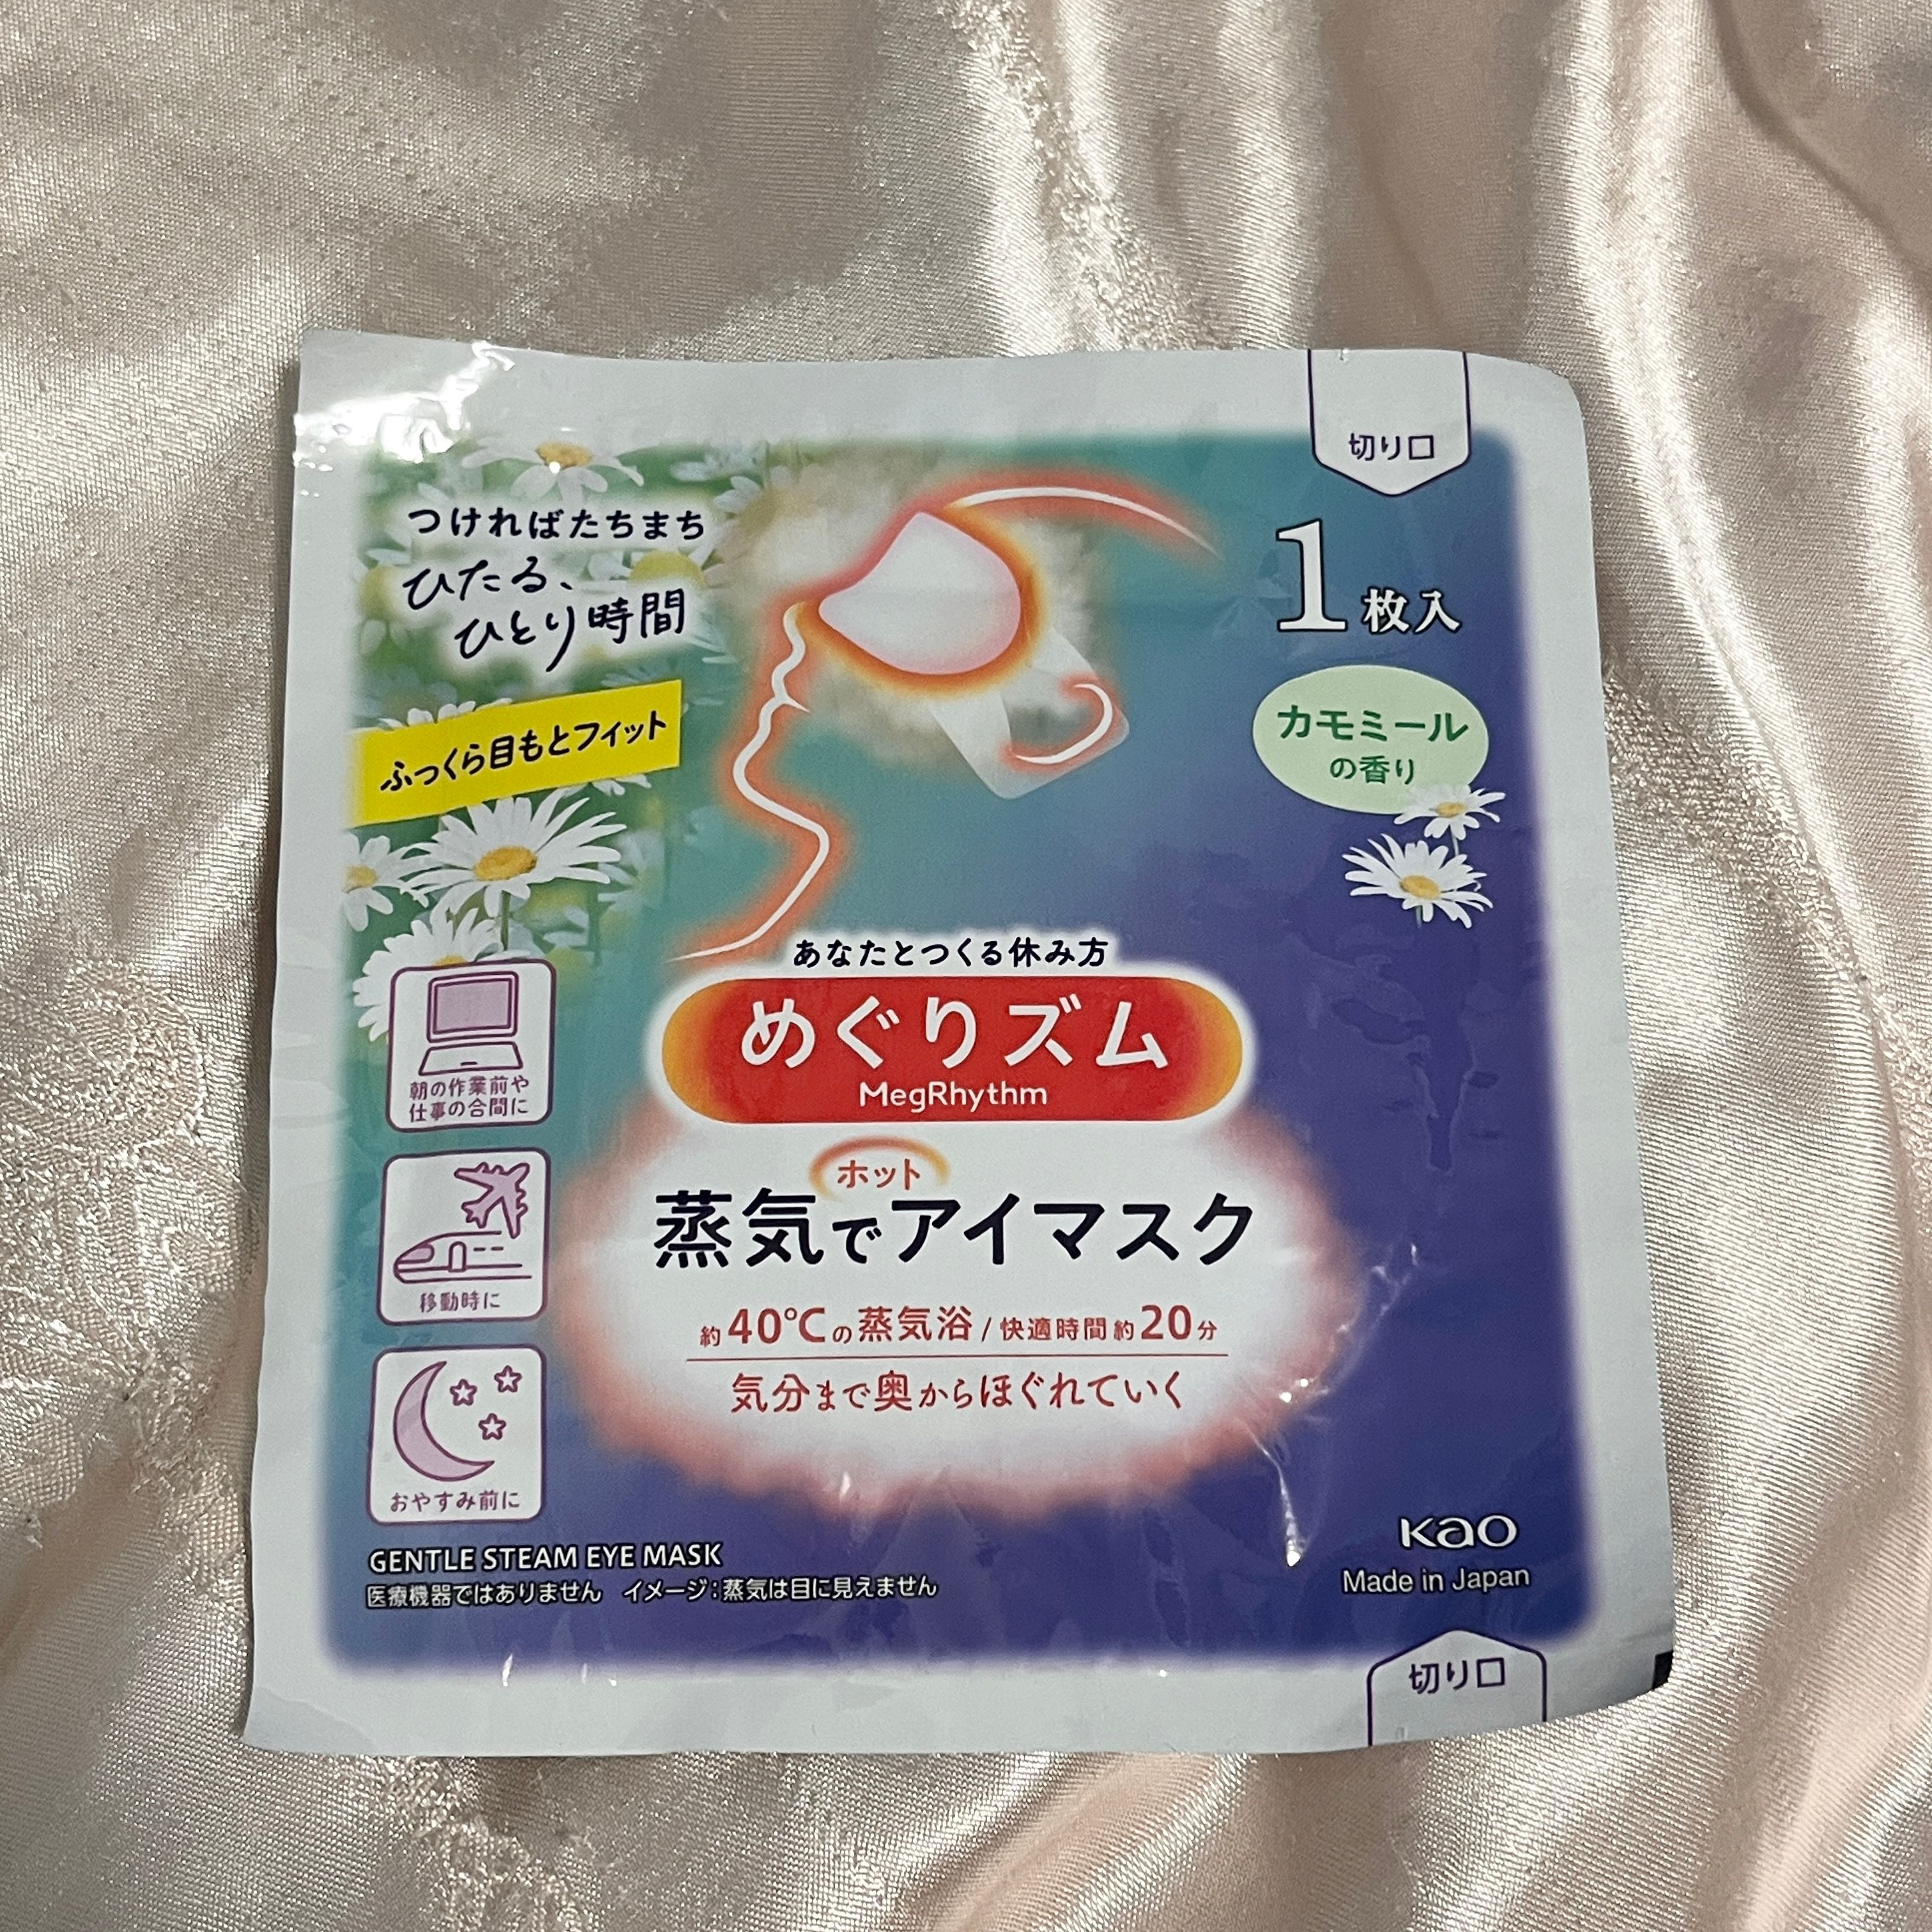 切り口
つければたちまち
ひたる、
ひとり時間
1枚入
カモミール
の香り
ふっくら目もとフィット
あなたとつくる休み方
めぐりズム
MegRhythm
ホット
蒸気でアイマスク
約40℃の蒸気浴/快適時間約20分
気分まで奥からほぐれていく
朝の作業前や
仕事の合間に
移動時に
おやすみ前に
GENTLE STEAM EYE MASK
医療機器ではありません イメージ:蒸気は目に見えません
Kao
Made in Japan
切り口